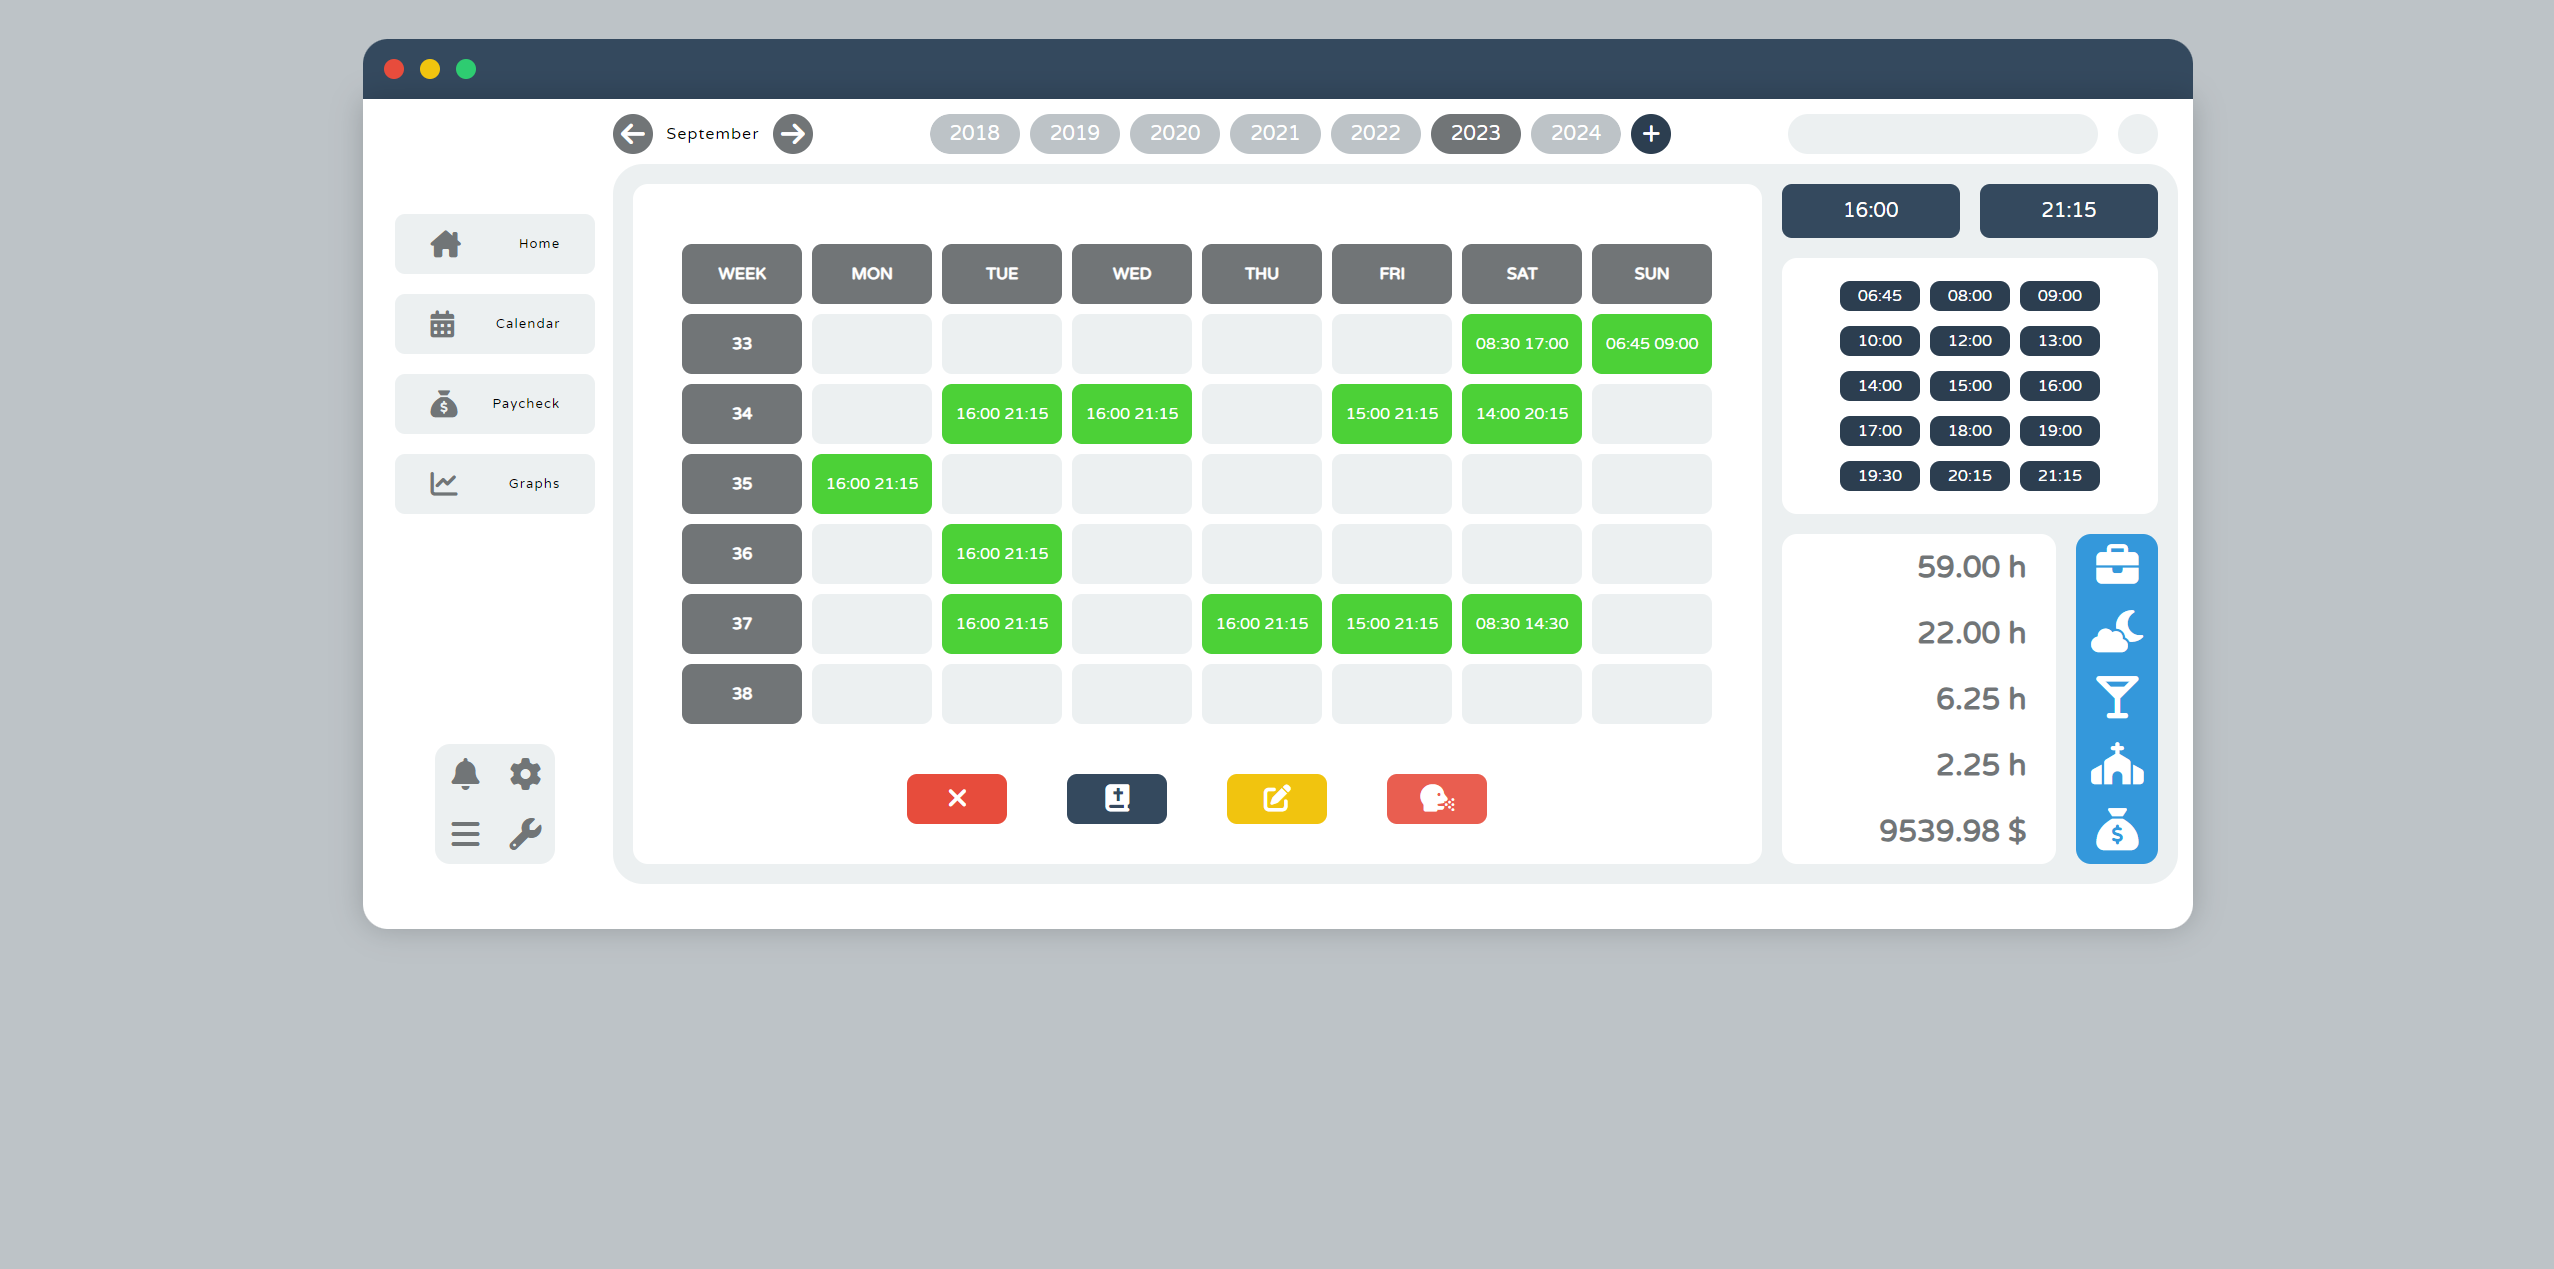 September
2018 2019 2020 2021 2022 2023 2024
16:00 21:15
Home
Calendar
Paycheck
Graphs
WEEK MON TUE WED THU FRI SAT SUN
33 08:30 17:00 06:45 09:00
34 16:00 21:15 16:00 21:15 15:00 21:15 14:00 20:15
35 16:00 21:15
36 16:00 21:15
37 16:00 21:15 16:00 21:15 15:00 21:15 08:30 14:30
38
06:45 08:00 09:00
10:00 12:00 13:00
14:00 15:00 16:00
17:00 18:00 19:00
19:30 20:15 21:15
59.00 h
22.00 h
6.25 h
2.25 h
9539.98 $